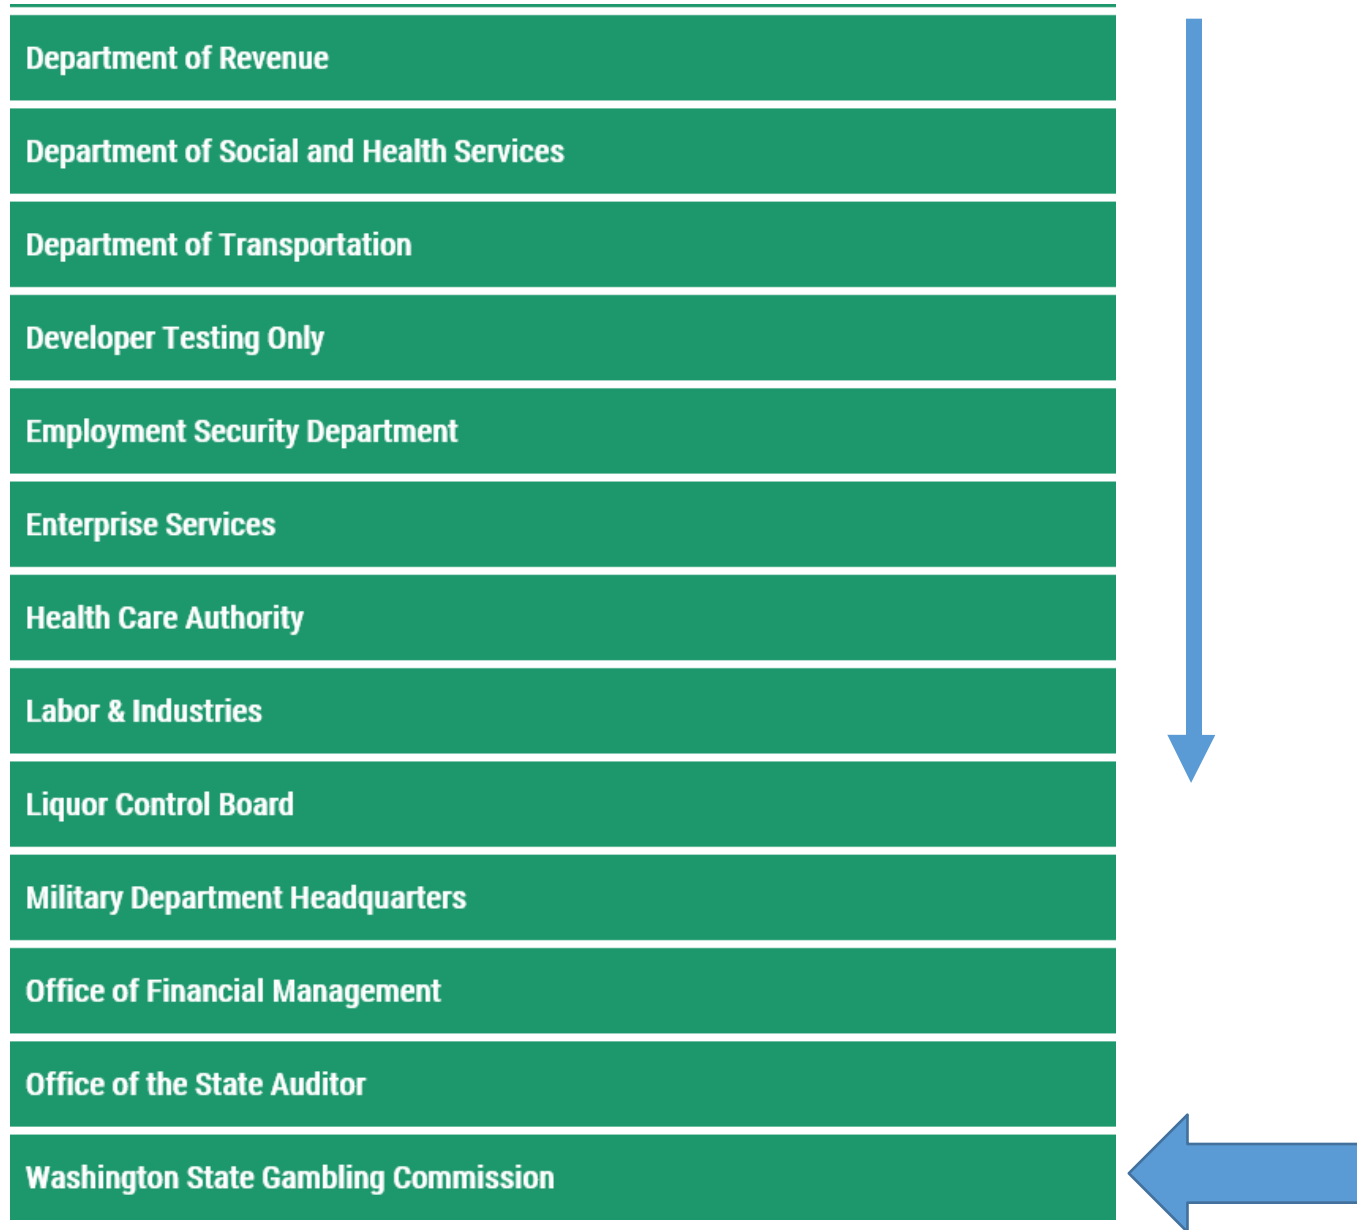 Department of Revenue
Department of Social and Health Services
Department of Transportation
Developer Testing Only
Employment Security Department
Enterprise Services
Health Care Authority
Labor & Industries
Liquor Control Board
Military Department Headquarters
Office of Financial Management
Office of the State Auditor
Washington State Gambling Commission